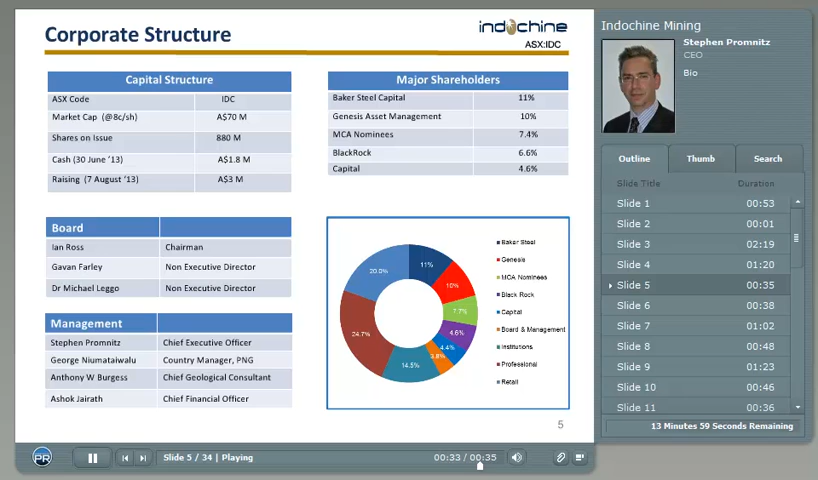 Corporate Structure
indochine
ASX:IDC
Capital Structure
ASX Code IDC
Market Cap (@8c/sh) A$70 M
Shares on Issue 880 M
Cash (30 June '13) A$1.8 M
Raising (7 August '13) A$3 M
Major Shareholders
Baker Steel Capital 11%
Genesis Asset Management 10%
MCA Nominees 7.4%
BlackRock 6.6%
Capital 4.6%
Board
Ian Ross Chairman
Gavan Farley Non Executive Director
Dr Michael Leggo Non Executive Director
Management
Stephen Promnitz Chief Executive Officer
George Niumataiwalu Country Manager, PNG
Anthony W Burgess Chief Geological Consultant
Ashok Jairath Chief Financial Officer
11%
10%
7.7%
4.6%
4.4%
3.8%
14.5%
24.7%
20.0%
Baker Steel
Genesis
MCA Nominees
Black Rock
Capital
Board & Management
Institutions
Professional
Retail
5
PR
Slide 5 / 34 | Playing
00:33 / 00:35
Indochine Mining
Stephen Promnitz
CEO
Bio
Outline Thumb Search
Slide Title Duration
Slide 1 00:53
Slide 2 00:01
Slide 3 02:19
Slide 4 01:20
Slide 5 00:35
Slide 6 00:38
Slide 7 01:02
Slide 8 00:48
Slide 9 01:23
Slide 10 00:46
Slide 11 00:36
13 Minutes 59 Seconds Remaining